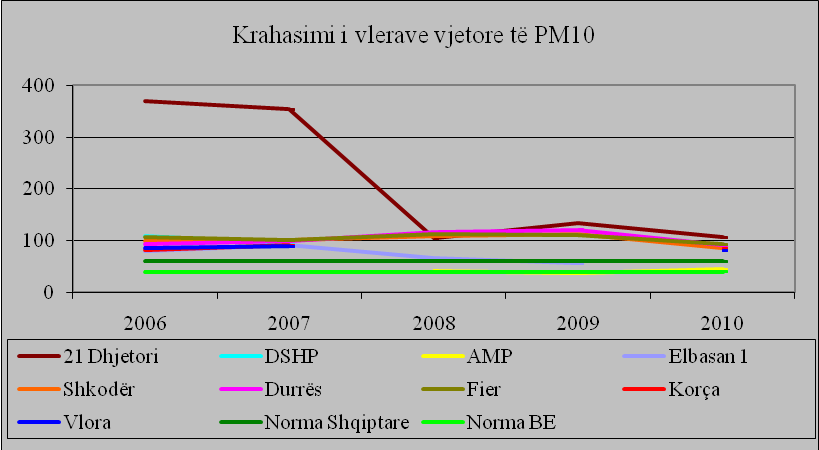 Krahasimi i vlerave vjetore të PM10
400
300
200
100
0
2006 2007 2008 2009 2010
21 Dhjetori DSHP AMP Elbasan 1
Shkodër Durrës Fier Korça
Vlora Norma Shqiptare Norma BE